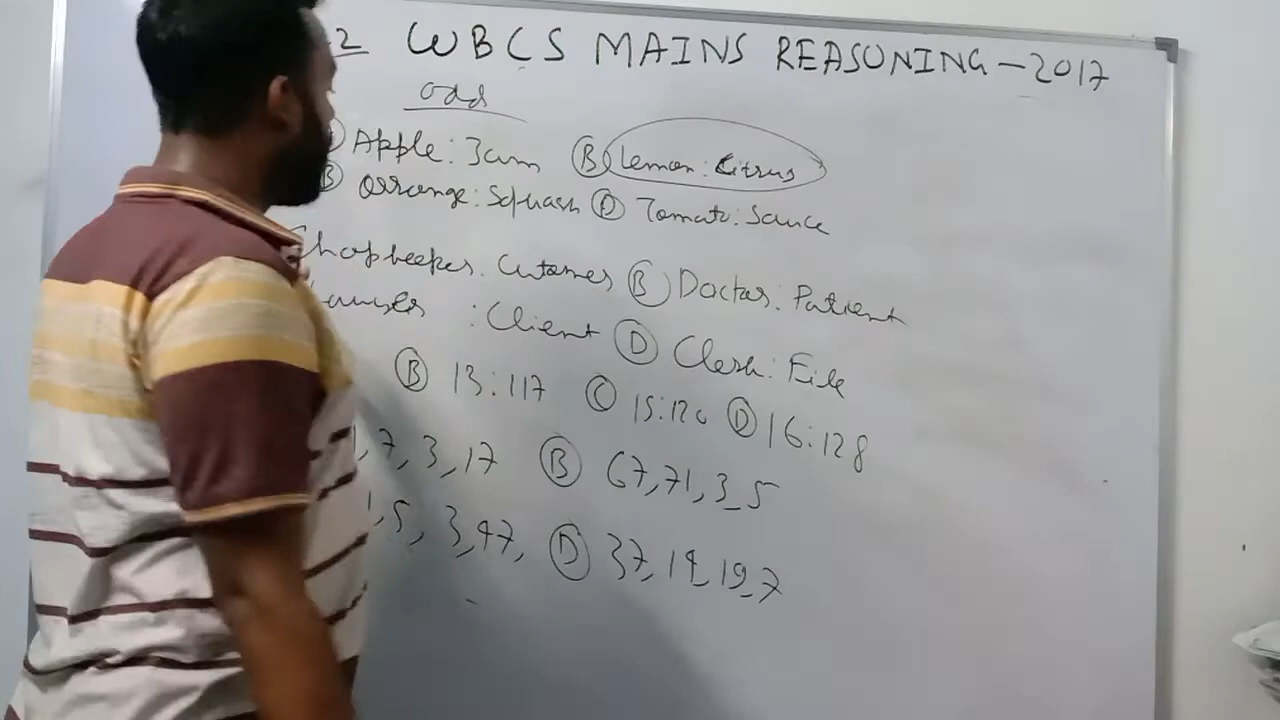 2 WBCS MAINS REASONING - 2017
odd
Apple: Jam (B) Lemon: Citrus
(B) Orrange: Squash (D) Tomato: Sauce
Shopkeeper. Cutomer (B) Doctor: Patient
: Client (D) Clerk: File
(B) 13:117 (C) 15:120 (D) 16:128
, 7, 3, 17 (B) 67, 71, 3, 5
, 5, 3, 47, (D) 37, 19, 7